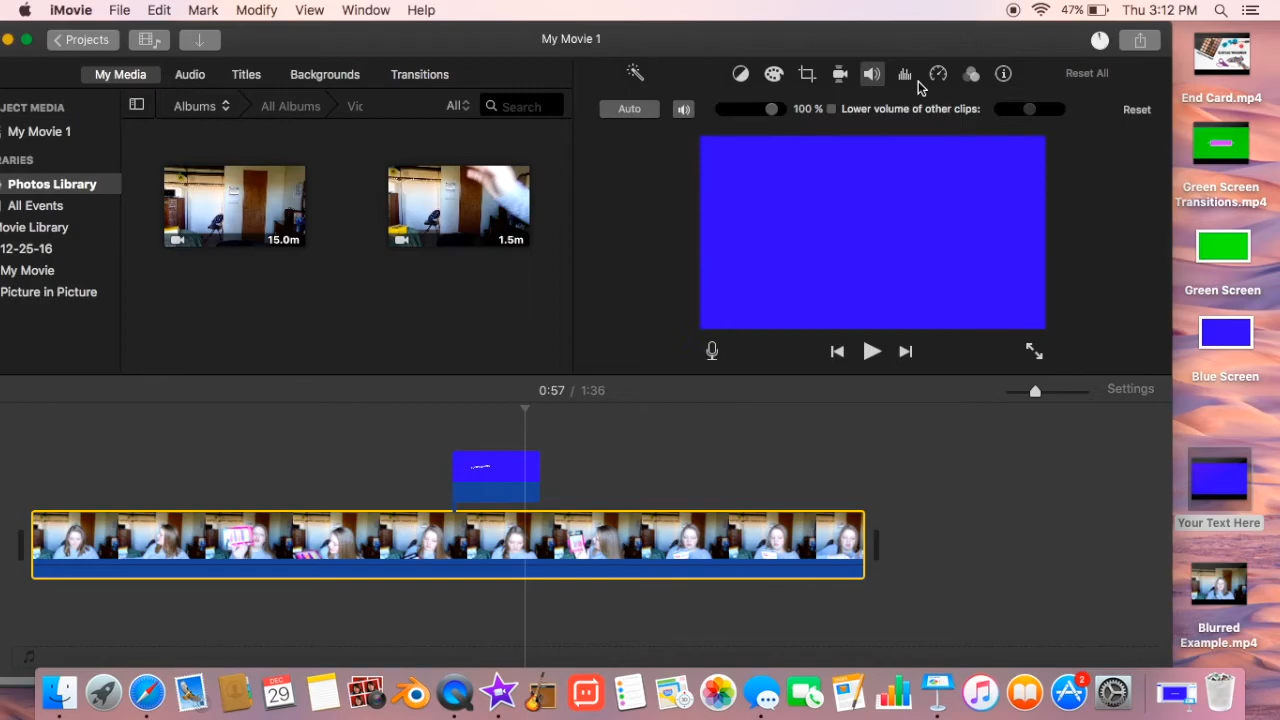 iMovie File Edit Mark Modify View Window Help 47% Thu 3:12 PM
Projects My Movie 1
My Media Audio Titles Backgrounds Transitions Reset All
Albums All Albums Vic All Search Auto 100 % Lower volume of other clips: Reset
JECT MEDIA
My Movie 1
ARIES
Photos Library
All Events
Movie Library
12-25-16
My Movie
Picture in Picture
15.0m 1.5m
0:57 / 1:36 Settings
End Card.mp4
Green Screen
Transitions.mp4
Green Screen
Blue Screen
Your Text Here
Blurred
Example.mp4
DEC
29
2